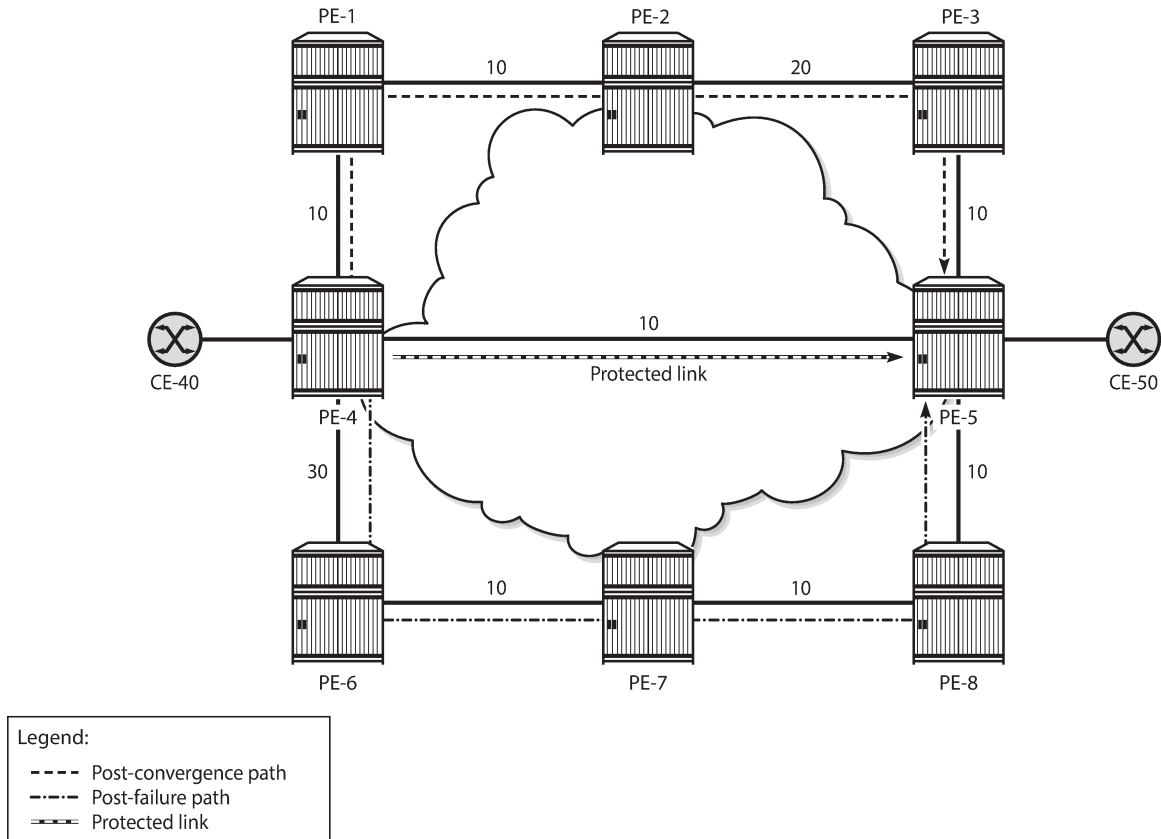 PE-1
PE-2
PE-3
10
20
10
10
10
Protected link
CE-40
PE-4
PE-5
CE-50
30
10
10
10
PE-6
PE-7
PE-8
Legend:
Post-convergence path
Post-failure path
Protected link